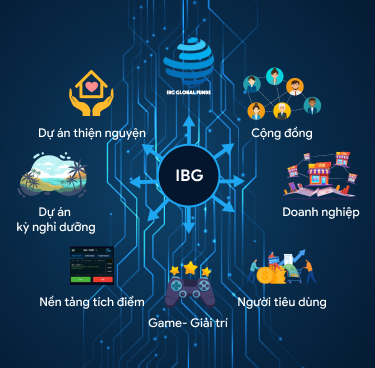 IBC GLOBAL FUNDS
Dự án thiện nguyện
Cộng đồng
IBG
Dự án
kỳ nghỉ dưỡng
Doanh nghiệp
Nền tảng tích điểm
Người tiêu dùng
Game- Giải trí